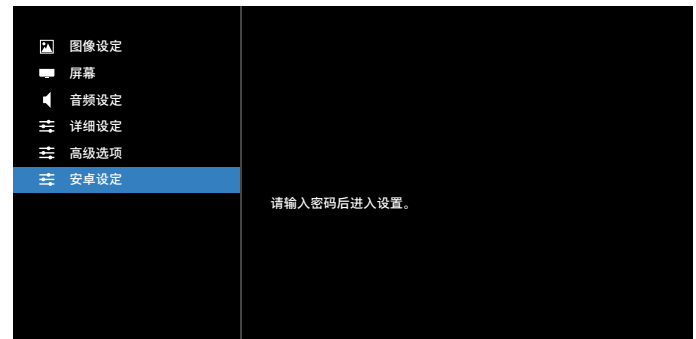 图像设定
屏幕
音频设定
详细设定
高级选项
安卓设定
请输入密码后进入设置。